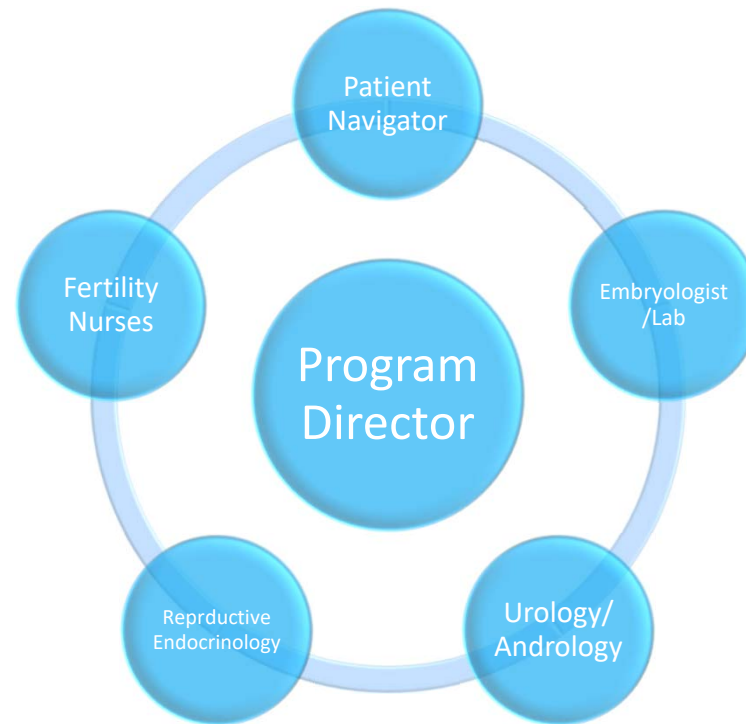 Patient
Navigator
Fertility
Nurses
Embryologist
/Lab
Program
Director
Reprductive
Endocrinology
Urology/
Andrology